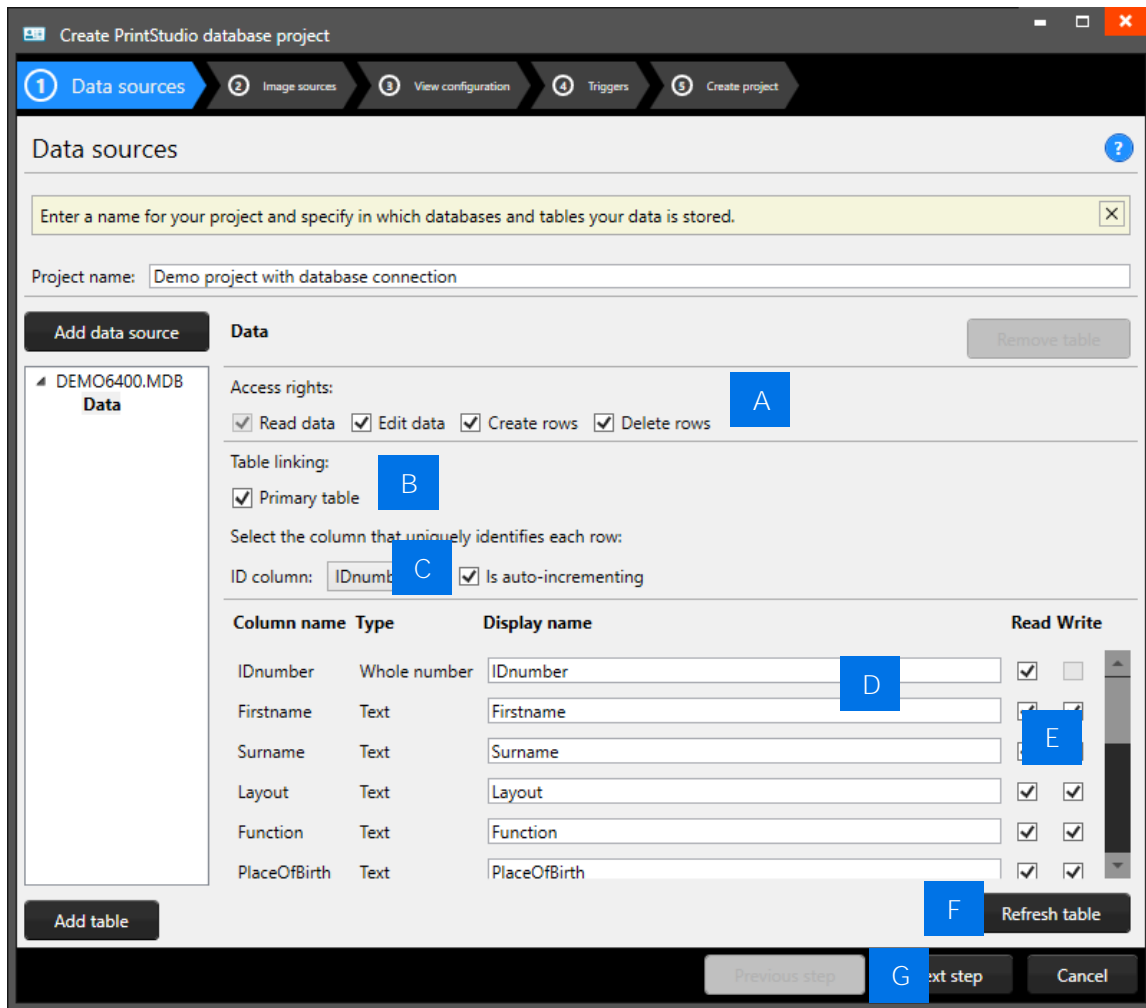 Create PrintStudio database project
1 Data sources 2 Image sources 3 View configuration 4 Triggers 5 Create project
Data sources ?
Enter a name for your project and specify in which databases and tables your data is stored.
Project name: Demo project with database connection
Add data source Data Remove table
DEMO6400.MDB
Data
Access rights: A
Read data Edit data Create rows Delete rows
Table linking: B
Primary table
Select the column that uniquely identifies each row:
ID column: C Is auto-incrementing
Column name Type Display name Read Write
IDnumber Whole number IDnumber D
Firstname Text Firstname
Surname Text Surname E
Layout Text Layout
Function Text Function
PlaceOfBirth Text PlaceOfBirth
Add table F Refresh table
Previous step G step Cancel